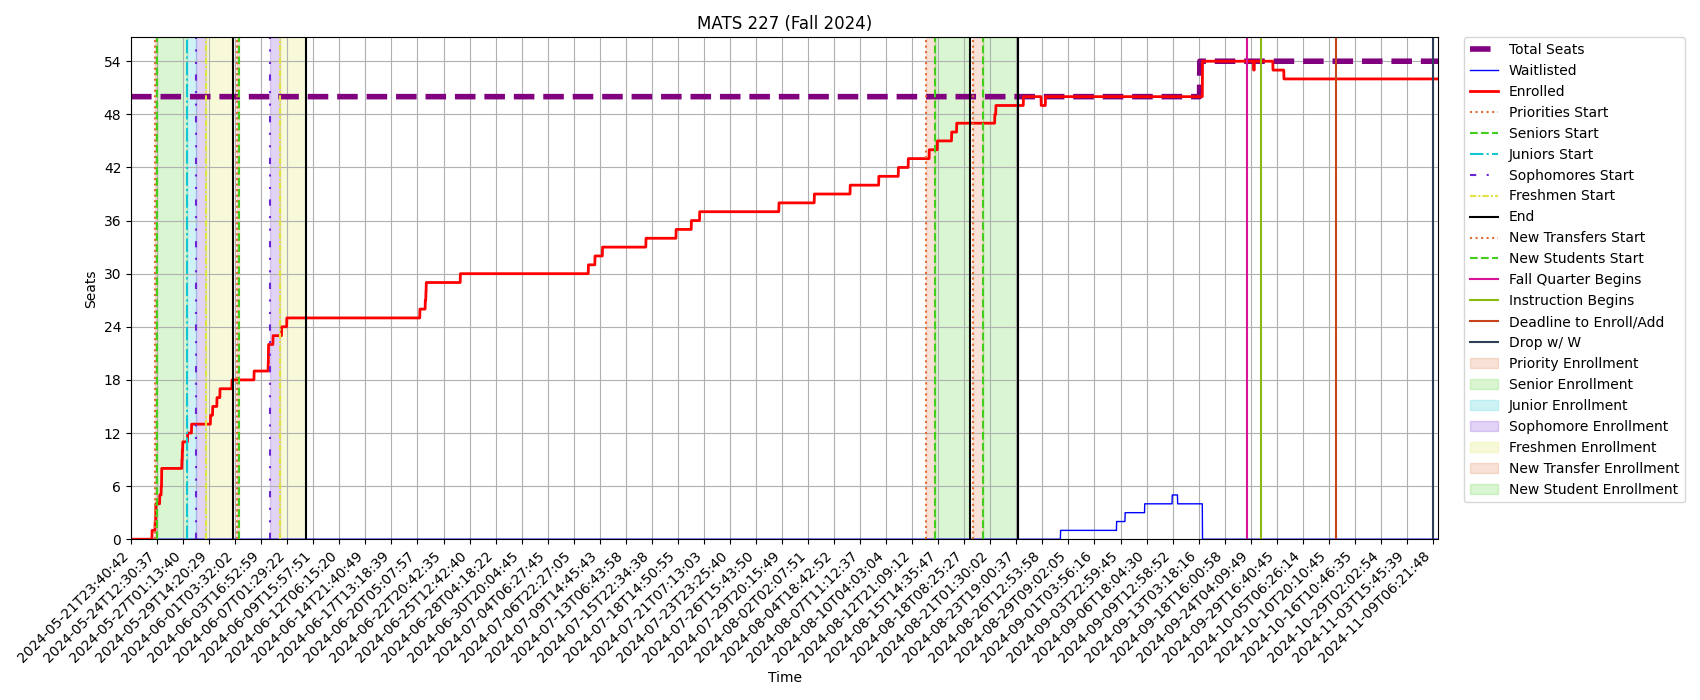 MATS 227 (Fall 2024)
Seats
54
48
42
36
30
24
18
12
6
0
2024-05-21T23:40:42
2024-05-24T12:30:37
2024-05-27T01:13:40
2024-05-29T14:20:29
2024-06-01T03:32:02
2024-06-03T16:52:59
2024-06-07T01:29:22
2024-06-09T15:57:51
2024-06-12T06:15:20
2024-06-14T21:40:49
2024-06-17T13:18:39
2024-06-20T05:07:57
2024-06-22T20:42:35
2024-06-25T12:42:40
2024-06-28T04:18:22
2024-06-30T20:04:45
2024-07-04T06:27:45
2024-07-06T22:27:05
2024-07-09T14:45:43
2024-07-13T06:43:58
2024-07-15T22:34:38
2024-07-18T14:50:55
2024-07-21T07:13:03
2024-07-23T23:25:40
2024-07-26T15:43:50
2024-07-29T20:15:49
2024-08-02T02:07:51
2024-08-04T18:42:52
2024-08-07T11:12:37
2024-08-10T04:03:04
2024-08-12T21:09:12
2024-08-15T14:35:47
2024-08-18T08:25:27
2024-08-21T01:30:02
2024-08-23T19:00:37
2024-08-26T12:53:58
2024-08-29T09:02:05
2024-09-01T03:56:16
2024-09-03T22:59:45
2024-09-06T18:04:30
2024-09-09T12:58:52
2024-09-13T03:18:16
2024-09-18T16:00:58
2024-09-24T04:09:49
2024-09-29T16:40:45
2024-10-05T06:26:14
2024-10-10T20:10:45
2024-10-16T10:46:35
2024-10-29T02:02:54
2024-11-03T15:45:39
2024-11-09T06:21:48
Time
Total Seats
Waitlisted
Enrolled
Priorities Start
Seniors Start
Juniors Start
Sophomores Start
Freshmen Start
End
New Transfers Start
New Students Start
Fall Quarter Begins
Instruction Begins
Deadline to Enroll/Add
Drop w/ W
Priority Enrollment
Senior Enrollment
Junior Enrollment
Sophomore Enrollment
Freshmen Enrollment
New Transfer Enrollment
New Student Enrollment